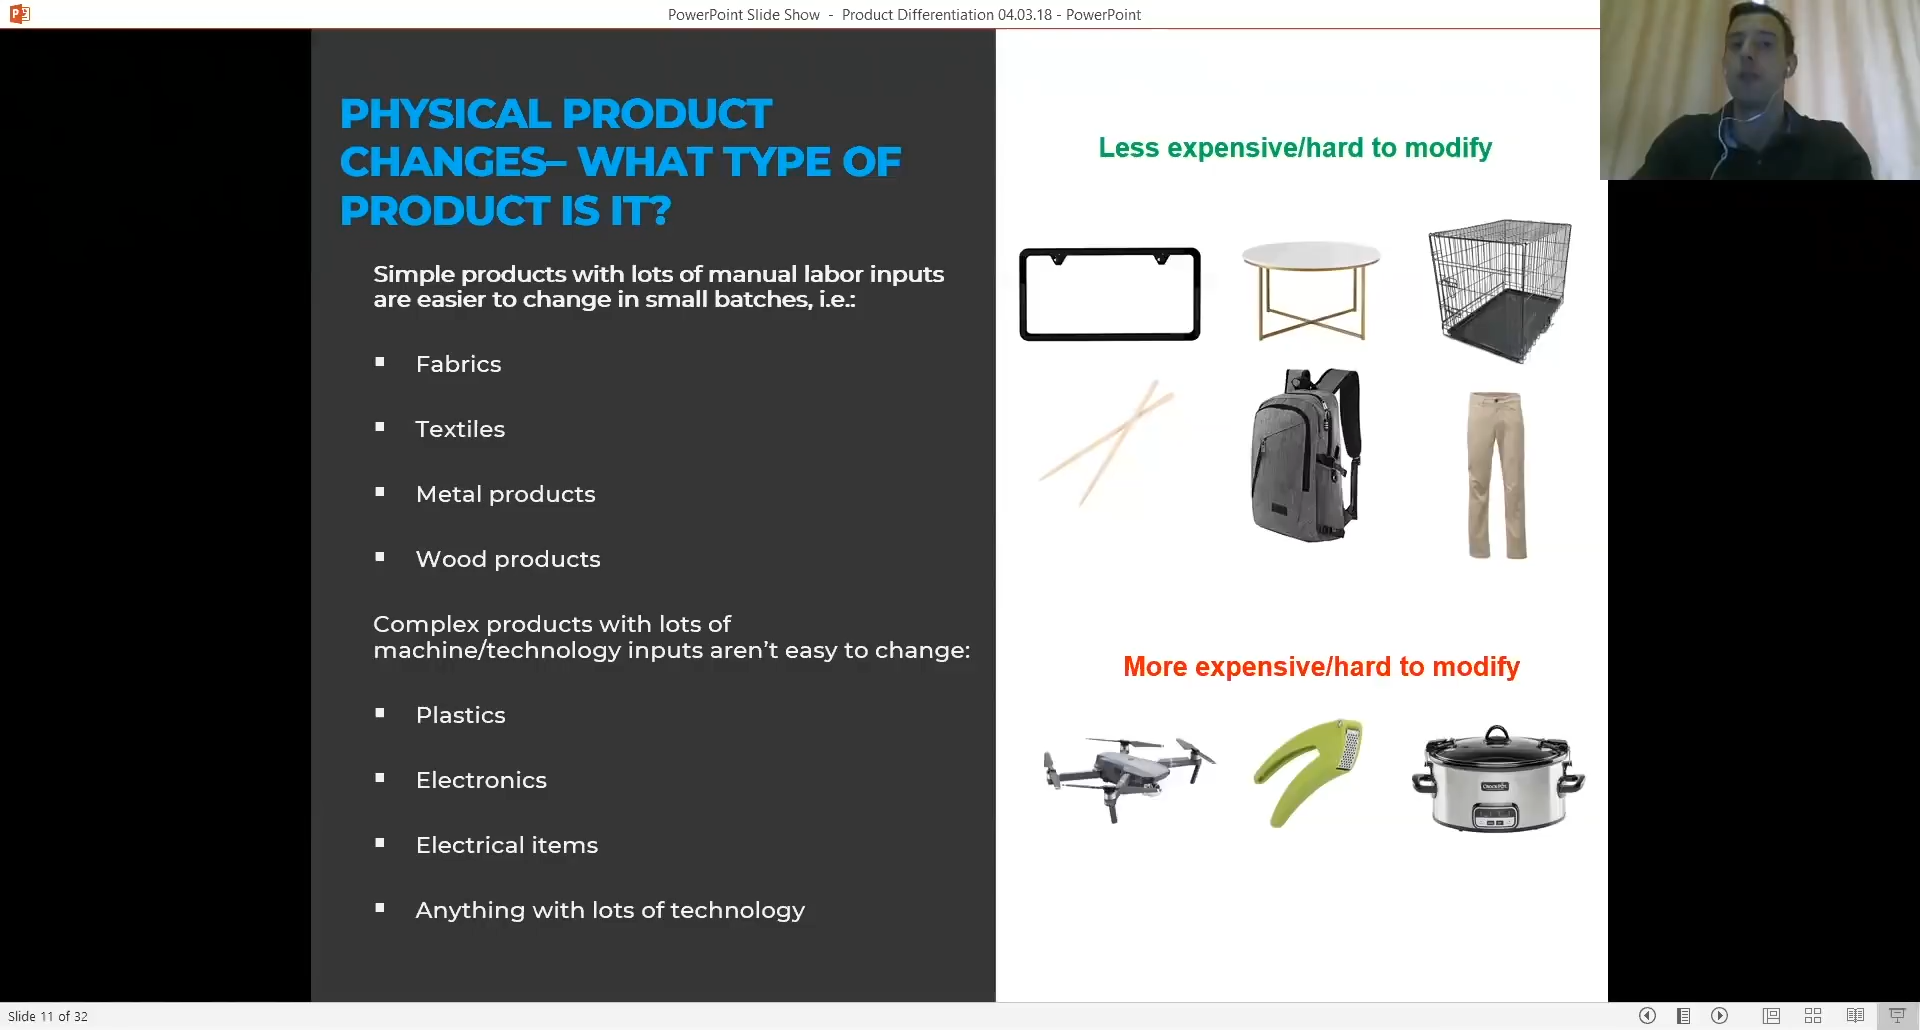 PowerPoint Slide Show - Product Differentiation 04.03.18 - PowerPoint
PHYSICAL PRODUCT
CHANGES– WHAT TYPE OF
PRODUCT IS IT?
Simple products with lots of manual labor inputs
are easier to change in small batches, i.e.:
Fabrics
Textiles
Metal products
Wood products
Complex products with lots of
machine/technology inputs aren’t easy to change:
Plastics
Electronics
Electrical items
Anything with lots of technology
Less expensive/hard to modify
More expensive/hard to modify
CROCK POT
Slide 11 of 32